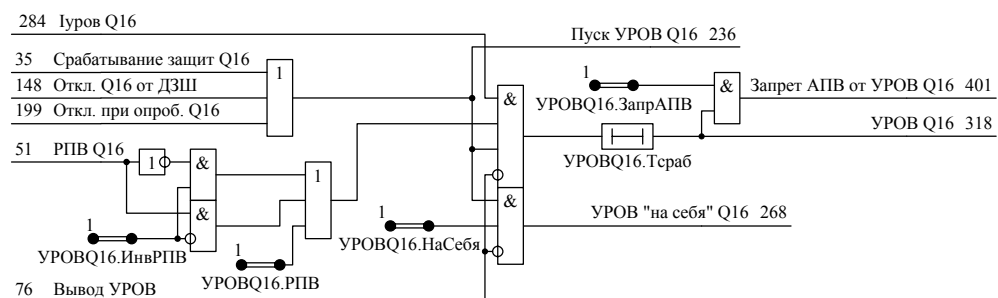 284 Iуров Q16
Пуск УРОВ Q16 236
35 Срабатывание защит Q16
1
1
148 Откл. Q16 от ДЗШ
&
Запрет АПВ от УРОВ Q16 401
&
УРОВQ16.ЗапрАПВ
199 Откл. при опроб. Q16
УРОВ Q16 318
51 РПВ Q16
1
&
1
УРОВQ16.Тсраб
&
&
1
УРОВ "на себя" Q16 268
1
УРОВQ16.НаСебя
УРОВQ16.ИнвРПВ
1
УРОВQ16.РПВ
76 Вывод УРОВ